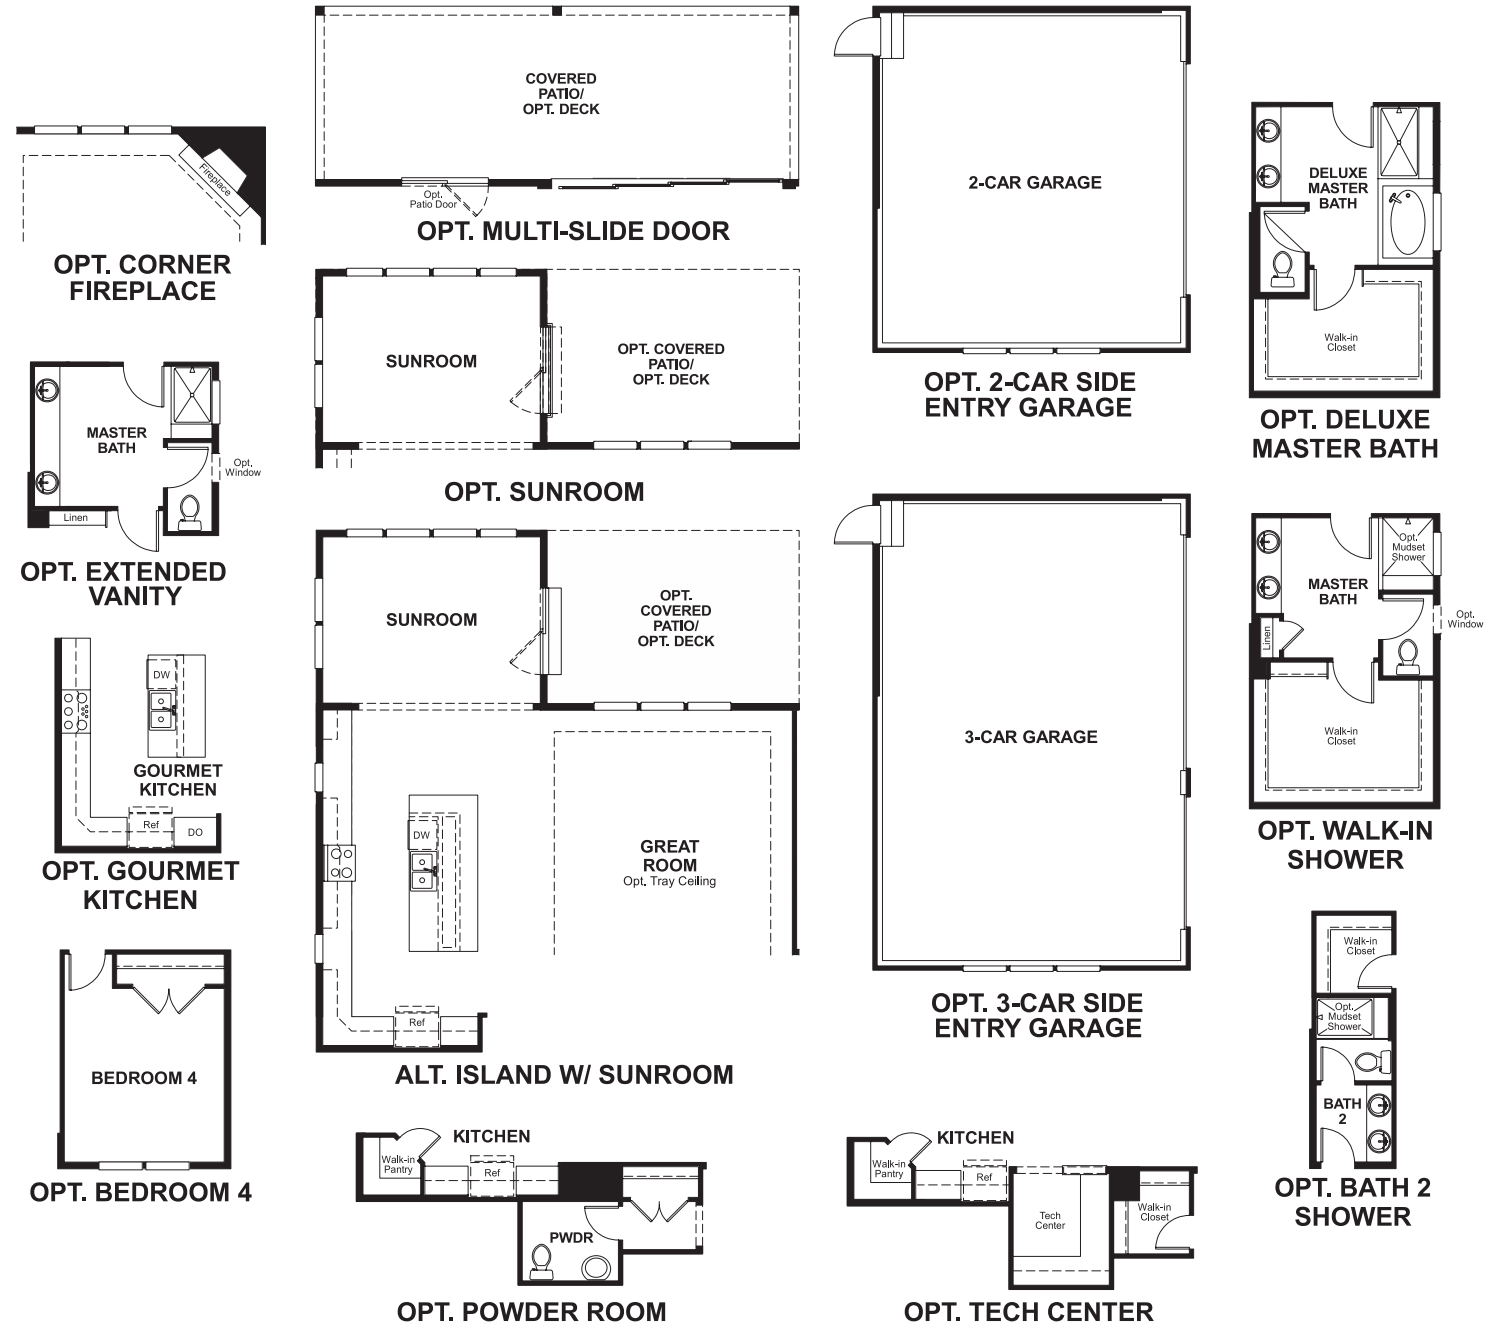 Fireplace
OPT. CORNER
FIREPLACE
MASTER
BATH
Opt.
Window
Linen
OPT. EXTENDED
VANITY
DW
GOURMET
KITCHEN
Ref
DO
OPT. GOURMET
KITCHEN
BEDROOM 4
OPT. BEDROOM 4
COVERED
PATIO/
OPT. DECK
Opt.
Patio Door
OPT. MULTI-SLIDE DOOR
SUNROOM
OPT. COVERED
PATIO/
OPT. DECK
OPT. SUNROOM
SUNROOM
OPT.
COVERED
PATIO/
OPT. DECK
DW
GREAT
ROOM
Opt. Tray Ceiling
Ref
ALT. ISLAND W/ SUNROOM
KITCHEN
Walk-in
Pantry
Ref
PWDR
OPT. POWDER ROOM
2-CAR GARAGE
OPT. 2-CAR SIDE
ENTRY GARAGE
3-CAR GARAGE
OPT. 3-CAR SIDE
ENTRY GARAGE
KITCHEN
Walk-in
Pantry
Ref
Tech
Center
Walk-in
Closet
OPT. TECH CENTER
DELUXE
MASTER
BATH
Walk-in
Closet
OPT. DELUXE
MASTER BATH
Opt.
Mudset
Shower
MASTER
BATH
Opt.
Window
Linen
Walk-in
Closet
OPT. WALK-IN
SHOWER
Walk-in
Closet
Opt.
Mudset
Shower
BATH
2
OPT. BATH 2
SHOWER